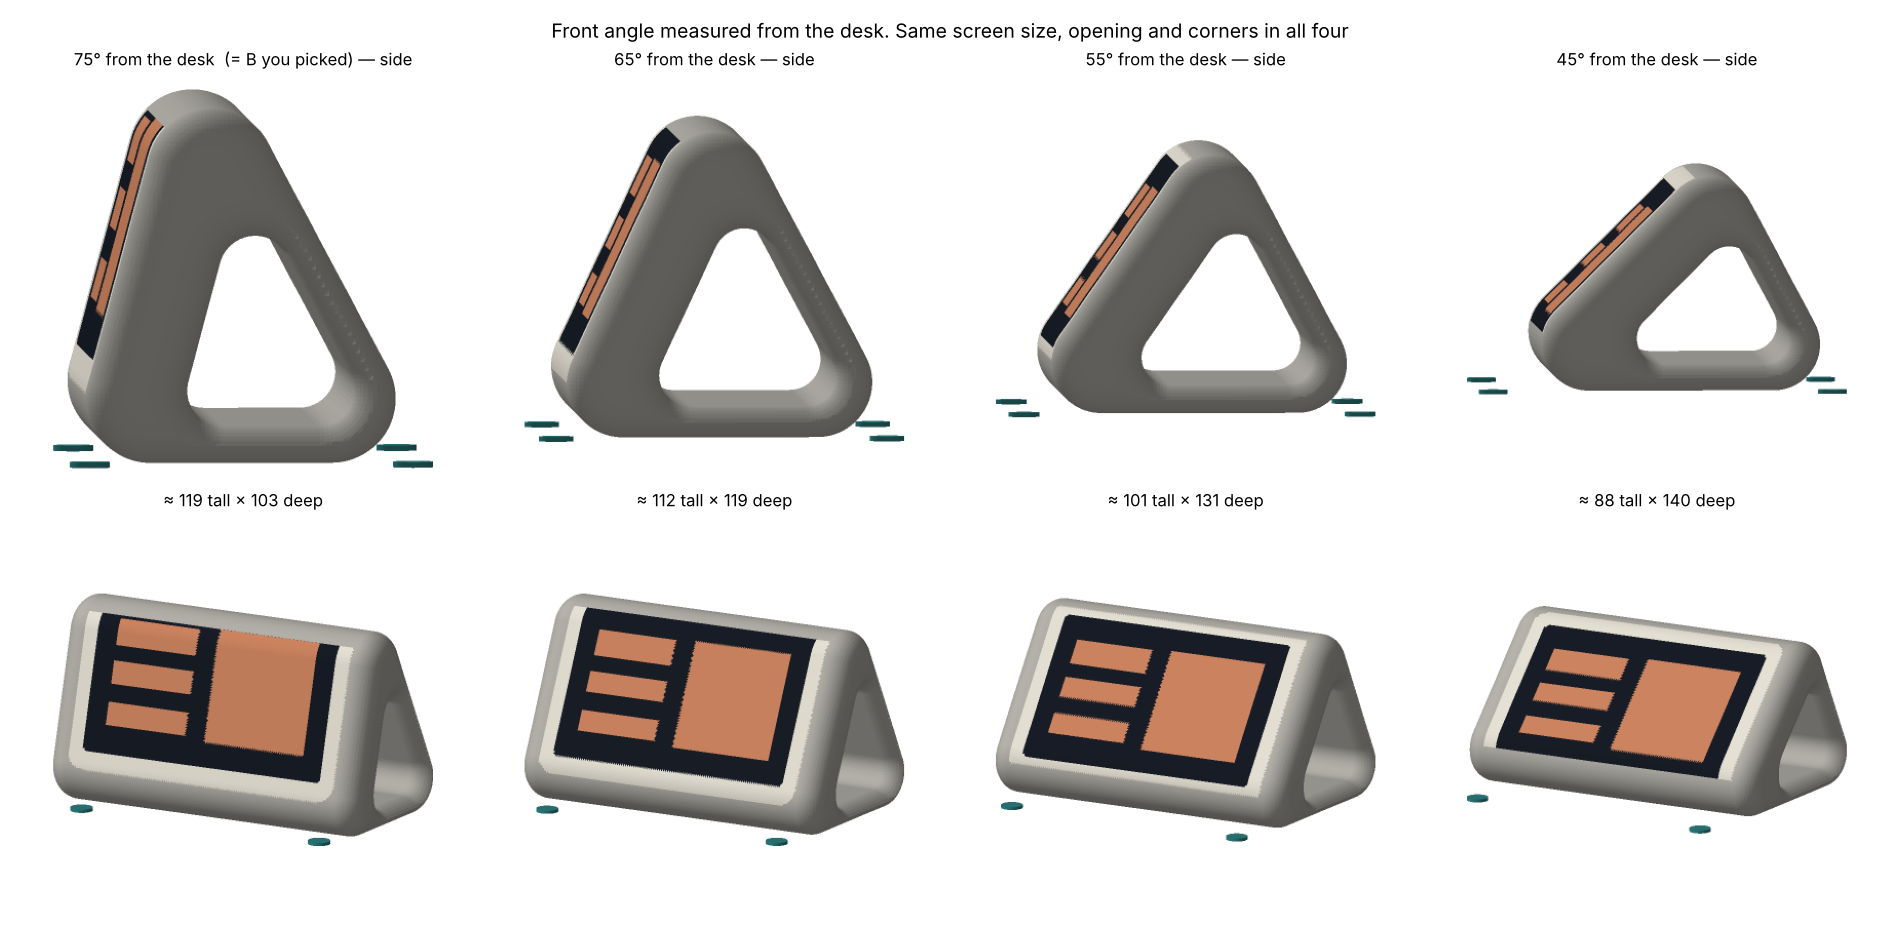 Front angle measured from the desk. Same screen size, opening and corners in all four
75° from the desk  (= B you picked) — side
65° from the desk — side
55° from the desk — side
45° from the desk — side
≈ 119 tall × 103 deep
≈ 112 tall × 119 deep
≈ 101 tall × 131 deep
≈ 88 tall × 140 deep